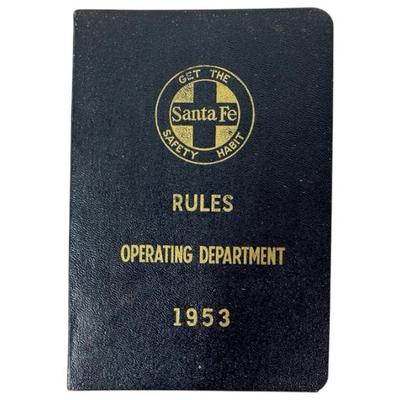 GET THE
Santa Fe
SAFETY HABIT
RULES
OPERATING DEPARTMENT
1953